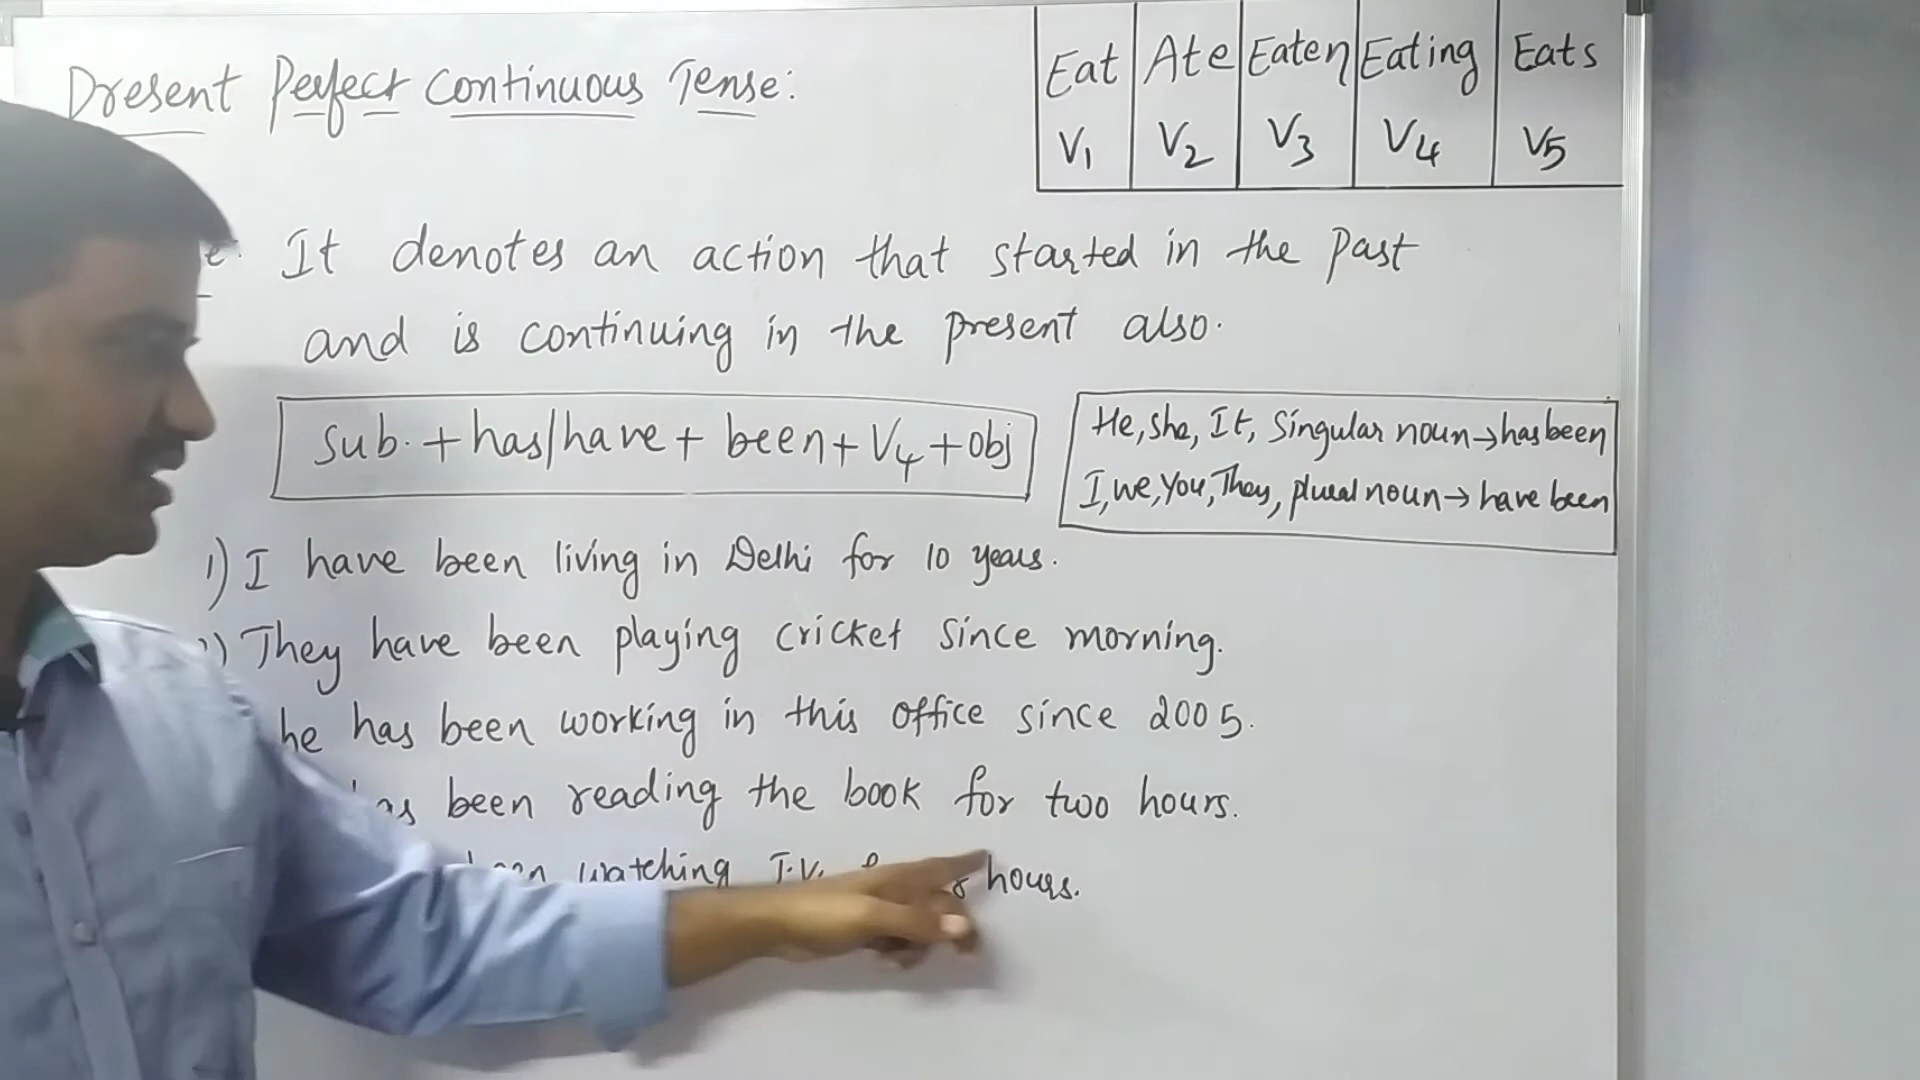 Present Perfect Continuous Tense:
Eat Ate Eaten Eating Eats
V1 V2 V3 V4 V5
It denotes an action that started in the past
and is continuing in the present also.
Sub. + has/have + been + V4 + obj
He, she, It, Singular noun → has been
I, we, You, They, plural noun → have been
1) I have been living in Delhi for 10 years.
They have been playing cricket since morning.
he has been working in this office since 2005.
been reading the book for two hours.
watching T.V. hours.